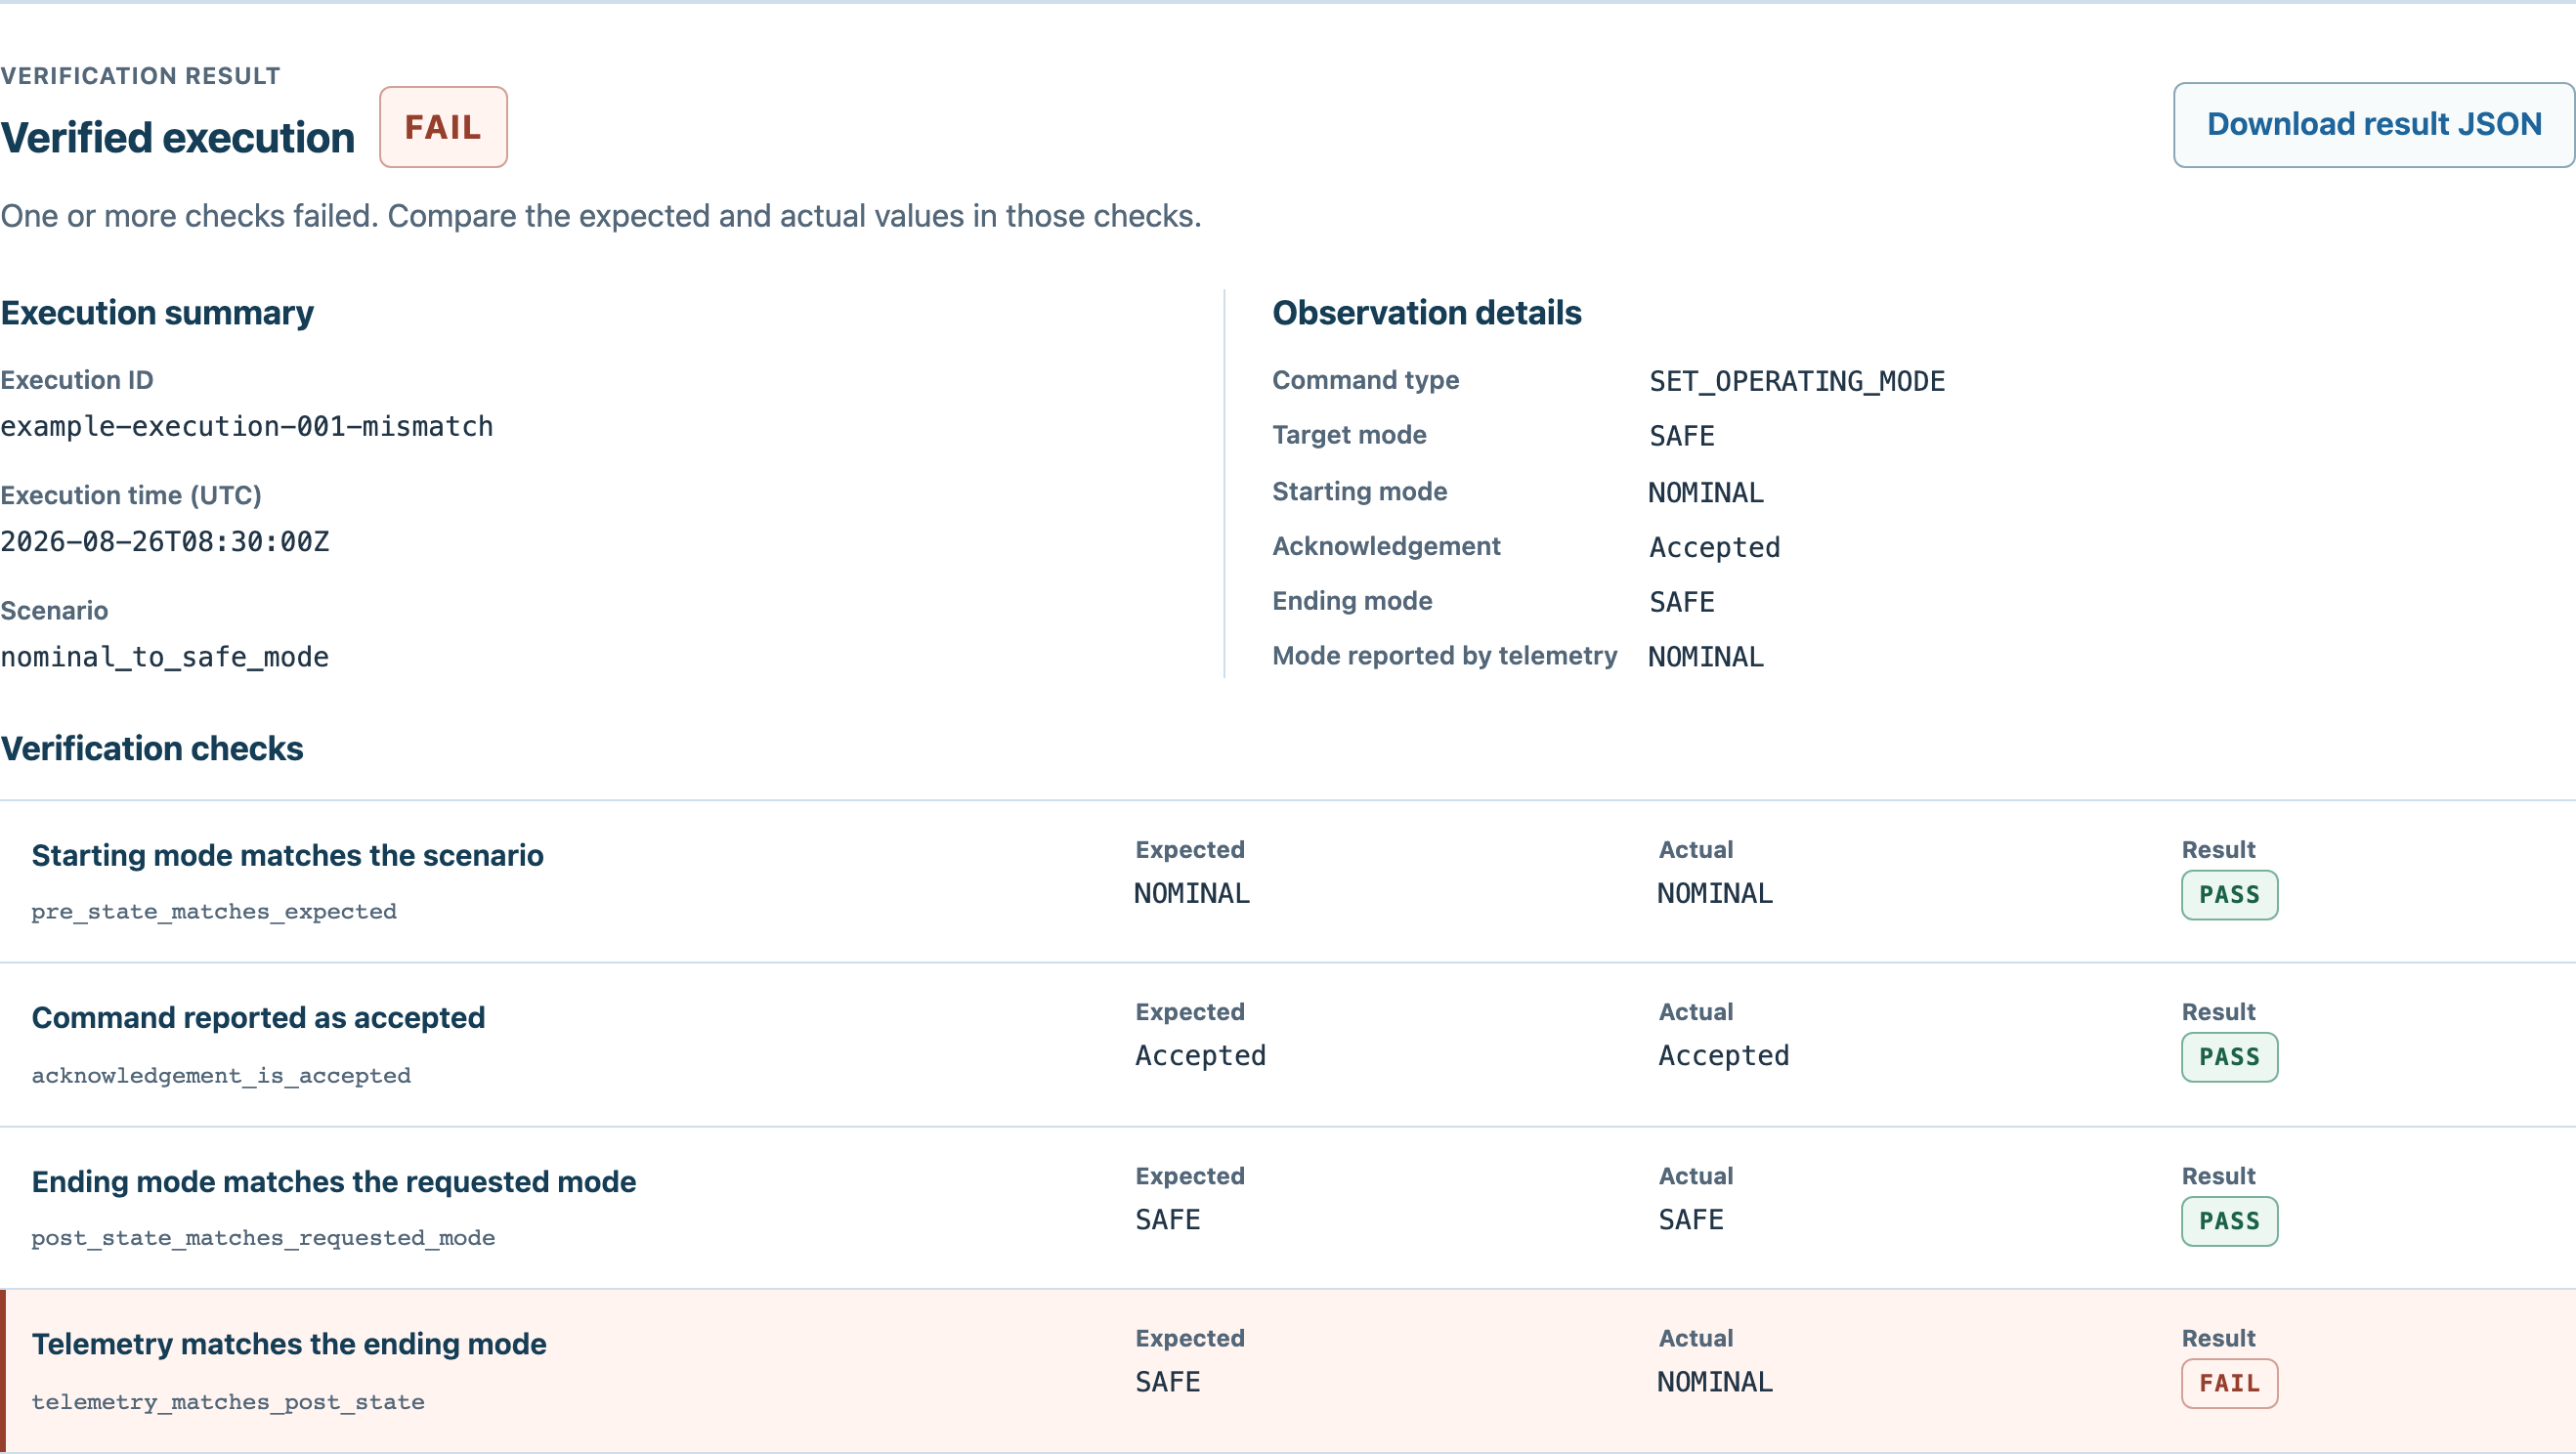 VERIFICATION RESULT
Verified execution FAIL
Download result JSON
One or more checks failed. Compare the expected and actual values in those checks.
Execution summary
Execution ID
example-execution-001-mismatch
Execution time (UTC)
2026-08-26T08:30:00Z
Scenario
nominal_to_safe_mode
Observation details
Command type SET_OPERATING_MODE
Target mode SAFE
Starting mode NOMINAL
Acknowledgement Accepted
Ending mode SAFE
Mode reported by telemetry NOMINAL
Verification checks
Starting mode matches the scenario
pre_state_matches_expected
Expected
NOMINAL
Actual
NOMINAL
Result
PASS
Command reported as accepted
acknowledgement_is_accepted
Expected
Accepted
Actual
Accepted
Result
PASS
Ending mode matches the requested mode
post_state_matches_requested_mode
Expected
SAFE
Actual
SAFE
Result
PASS
Telemetry matches the ending mode
telemetry_matches_post_state
Expected
SAFE
Actual
NOMINAL
Result
FAIL